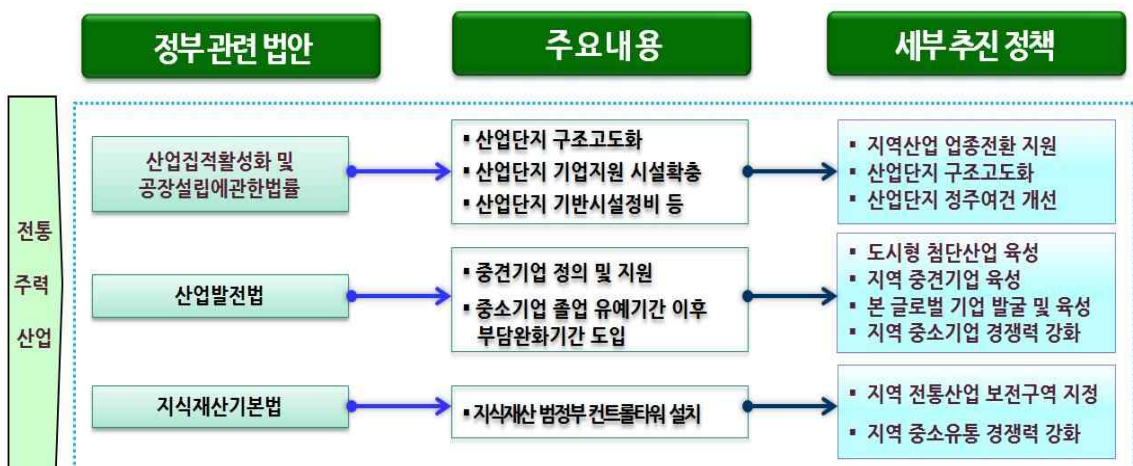 정부 관련 법안
주요내용
세부 추진 정책
전통
주력
산업
산업집적활성화 및
공장설립에관한법률
▪ 산업단지 구조고도화
▪ 산업단지 기업지원 시설확충
▪ 산업단지 기반시설정비 등
▪ 지역산업 업종전환 지원
▪ 산업단지 구조고도화
▪ 산업단지 정주여건 개선
산업발전법
▪ 중견기업 정의 및 지원
▪ 중소기업 졸업 유예기간 이후
부담완화기간 도입
▪ 도시형 첨단산업 육성
▪ 지역 중견기업 육성
▪ 본 글로벌 기업 발굴 및 육성
▪ 지역 중소기업 경쟁력 강화
지식재산기본법
▪ 지식재산 범정부 컨트롤타워 설치
▪ 지역 전통산업 보전구역 지정
▪ 지역 중소유통 경쟁력 강화